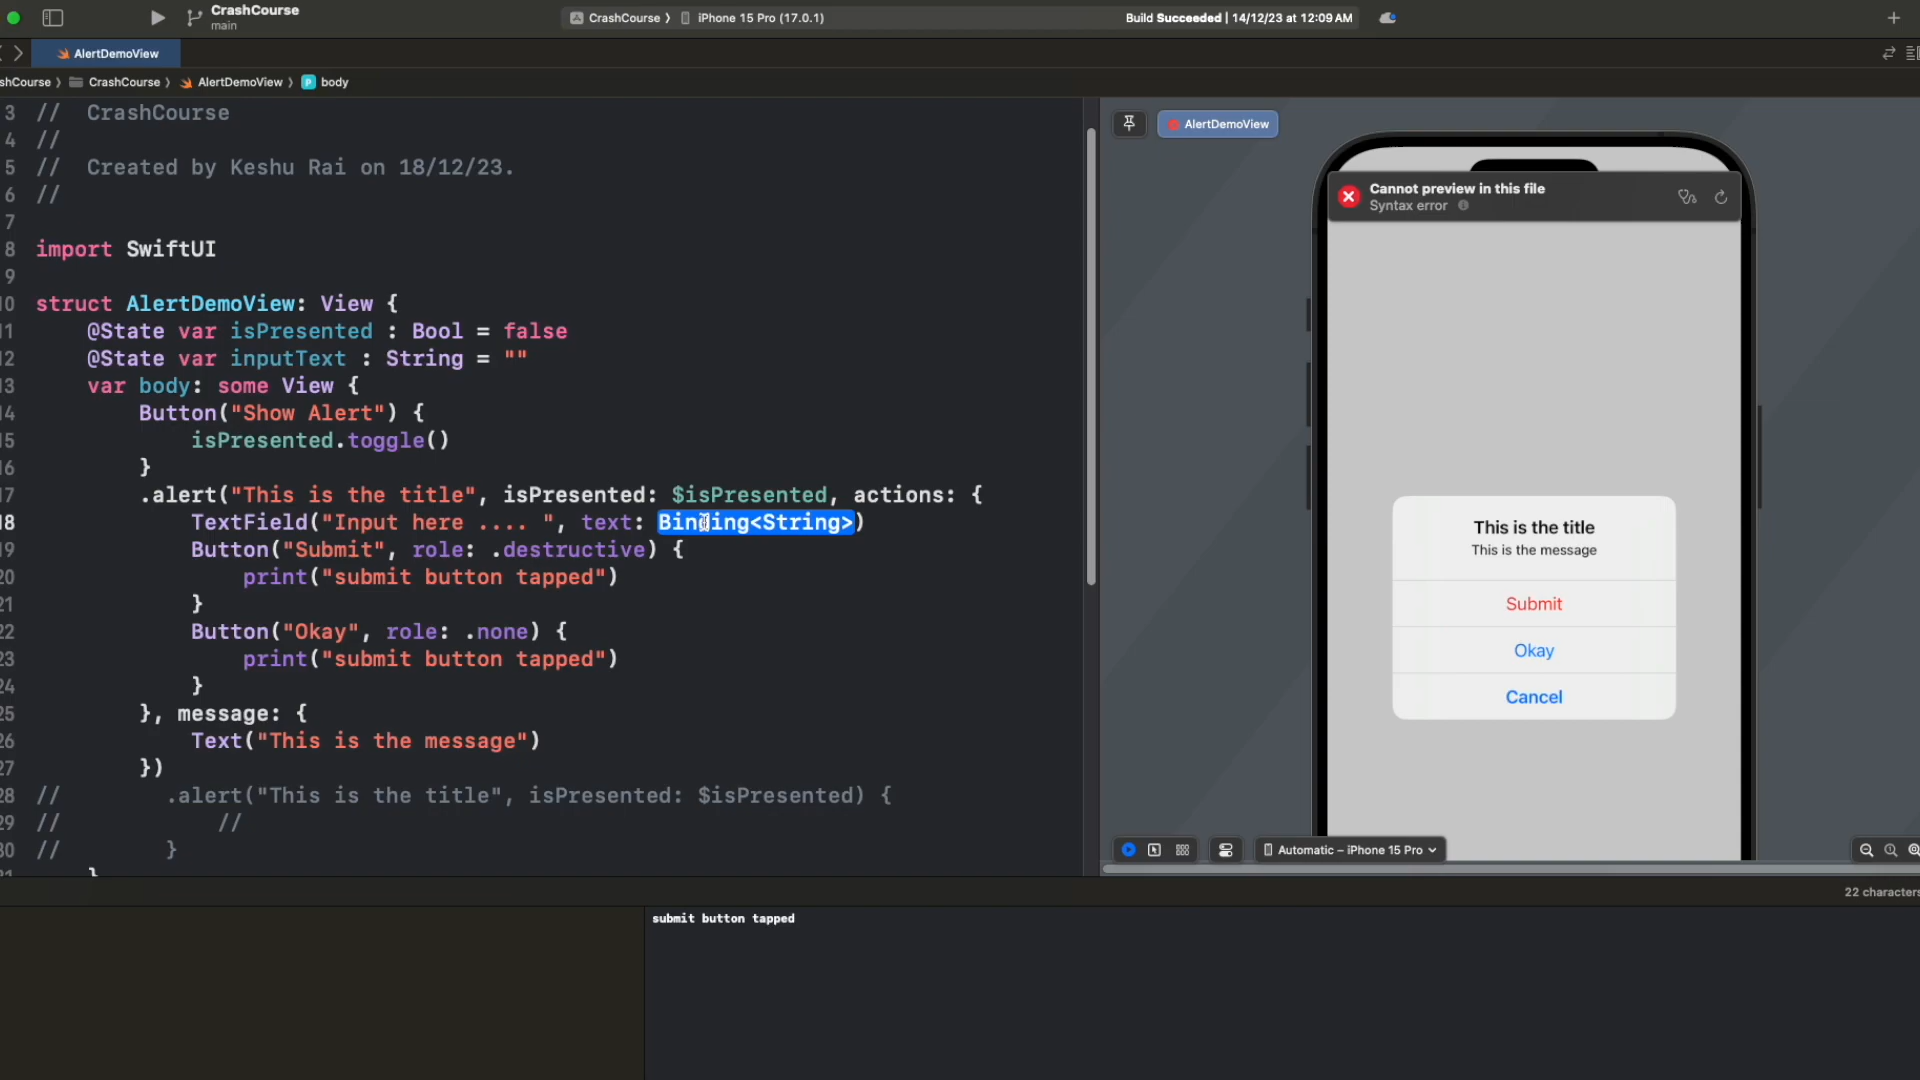 CrashCourse
main
CrashCourse
iPhone 15 Pro (17.0.1)
Build Succeeded | 14/12/23 at 12:09 AM
AlertDemoView
shCourse
CrashCourse
AlertDemoView
body
3 // CrashCourse
4 //
5 // Created by Keshu Rai on 18/12/23.
6 //
7
8 import SwiftUI
9
10 struct AlertDemoView: View {
11 @State var isPresented : Bool = false
12 @State var inputText : String = ""
13 var body: some View {
14 Button("Show Alert") {
15 isPresented.toggle()
16 }
17 .alert("This is the title", isPresented: $isPresented, actions: {
18 TextField("Input here .... ", text: Binding<String>)
19 Button("Submit", role: .destructive) {
20 print("submit button tapped")
21 }
22 Button("Okay", role: .none) {
23 print("submit button tapped")
24 }
25 }, message: {
26 Text("This is the message")
27 })
28 // .alert("This is the title", isPresented: $isPresented) {
29 // //
30 // }
31 }
AlertDemoView
Cannot preview in this file
Syntax error
This is the title
This is the message
Submit
Okay
Cancel
Automatic – iPhone 15 Pro
22 characters
submit button tapped